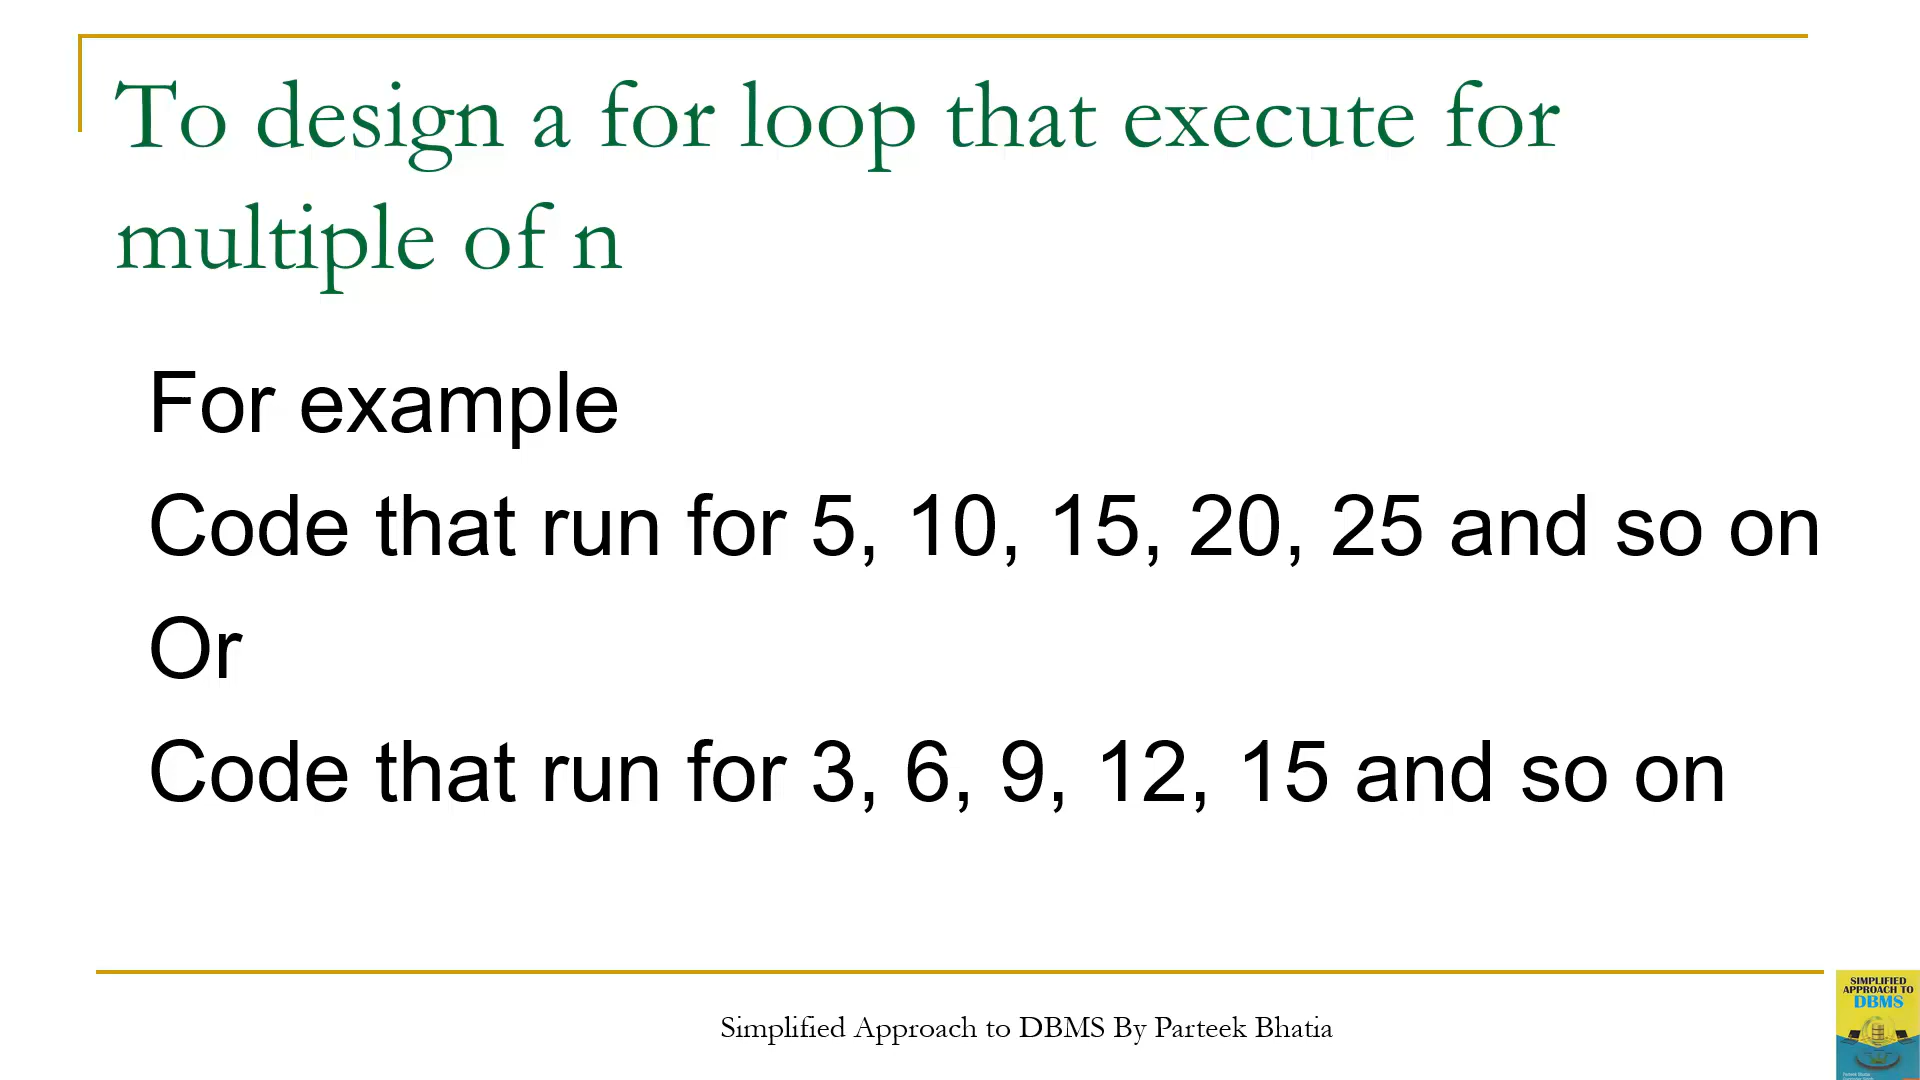 To design a for loop that execute for
multiple of n
For example
Code that run for 5, 10, 15, 20, 25 and so on
Or
Code that run for 3, 6, 9, 12, 15 and so on
Simplified Approach to DBMS By Parteek Bhatia
SIMPLIFIED
APPROACH TO
DBMS
Parteek Bhatia